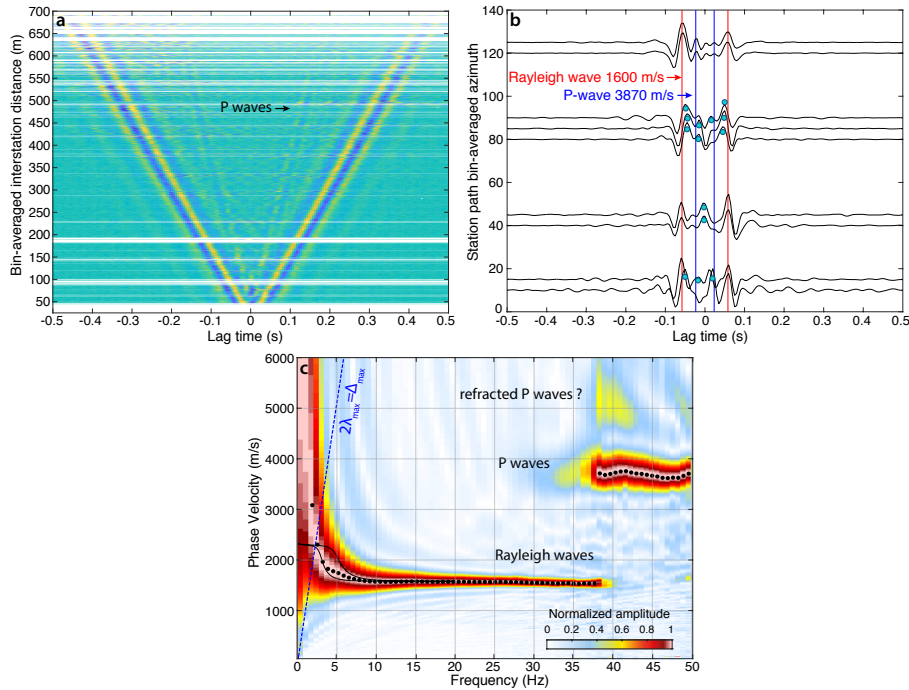 a
650
600
550
500
450
400
350
300
250
200
150
100
50
Bin-averaged interstation distance (m)
P waves
-0.5 -0.4 -0.3 -0.2 -0.1 0 0.1 0.2 0.3 0.4 0.5
Lag time (s)
b
140
120
100
80
60
40
20
0
Station path bin-averaged azimuth
Rayleigh wave 1600 m/s
P-wave 3870 m/s
-0.5 -0.4 -0.3 -0.2 -0.1 0 0.1 0.2 0.3 0.4 0.5
Lag time (s)
c
6000
5000
4000
3000
2000
1000
Phase Velocity (m/s)
2λmax=Δmax
refracted P waves ?
P waves
Rayleigh waves
Normalized amplitude
0 0.2 0.4 0.6 0.8 1
0 5 10 15 20 25 30 35 40 45 50
Frequency (Hz)